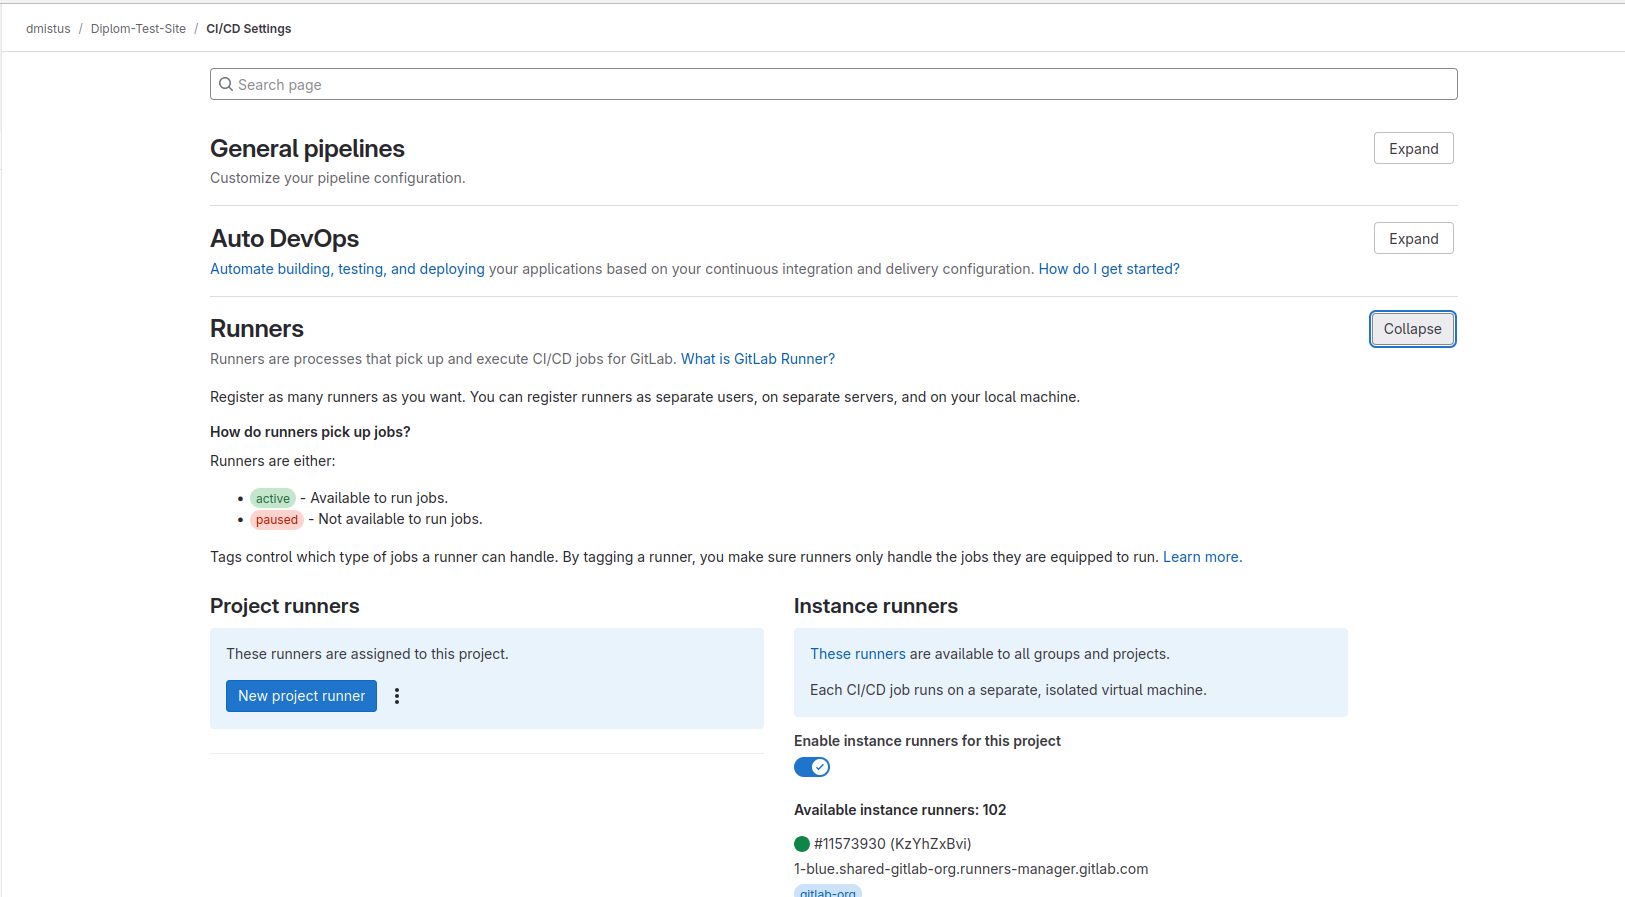 dmistus / Diplom-Test-Site / CI/CD Settings
Search page
General pipelines
Expand
Customize your pipeline configuration.
Auto DevOps
Expand
Automate building, testing, and deploying your applications based on your continuous integration and delivery configuration. How do I get started?
Runners
Collapse
Runners are processes that pick up and execute CI/CD jobs for GitLab. What is GitLab Runner?
Register as many runners as you want. You can register runners as separate users, on separate servers, and on your local machine.
How do runners pick up jobs?
Runners are either:
active - Available to run jobs.
paused - Not available to run jobs.
Tags control which type of jobs a runner can handle. By tagging a runner, you make sure runners only handle the jobs they are equipped to run. Learn more.
Project runners
These runners are assigned to this project.
New project runner
Instance runners
These runners are available to all groups and projects.
Each CI/CD job runs on a separate, isolated virtual machine.
Enable instance runners for this project
Available instance runners: 102
#11573930 (KzYhZxBvi)
1-blue.shared-gitlab-org.runners-manager.gitlab.com
gitlab-org